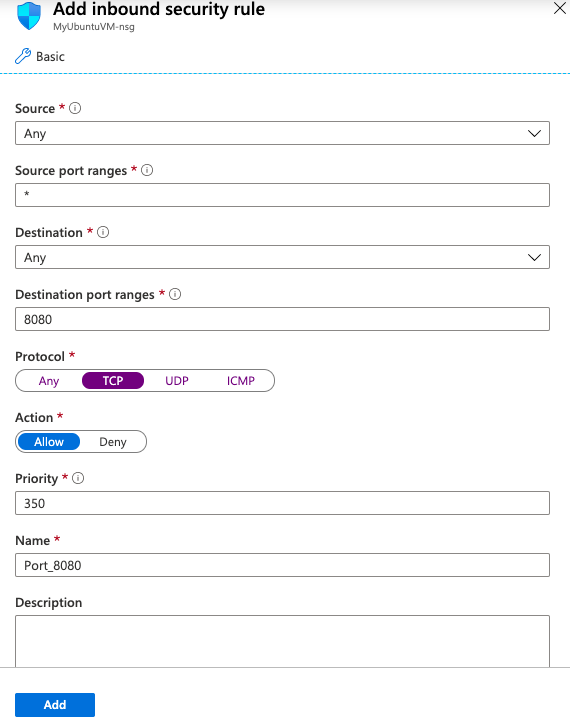 Add inbound security rule
MyUbuntuVM-nsg
Basic
Source *
Any
Source port ranges *
*
Destination *
Any
Destination port ranges *
8080
Protocol *
Any TCP UDP ICMP
Action *
Allow Deny
Priority *
350
Name *
Port_8080
Description
Add